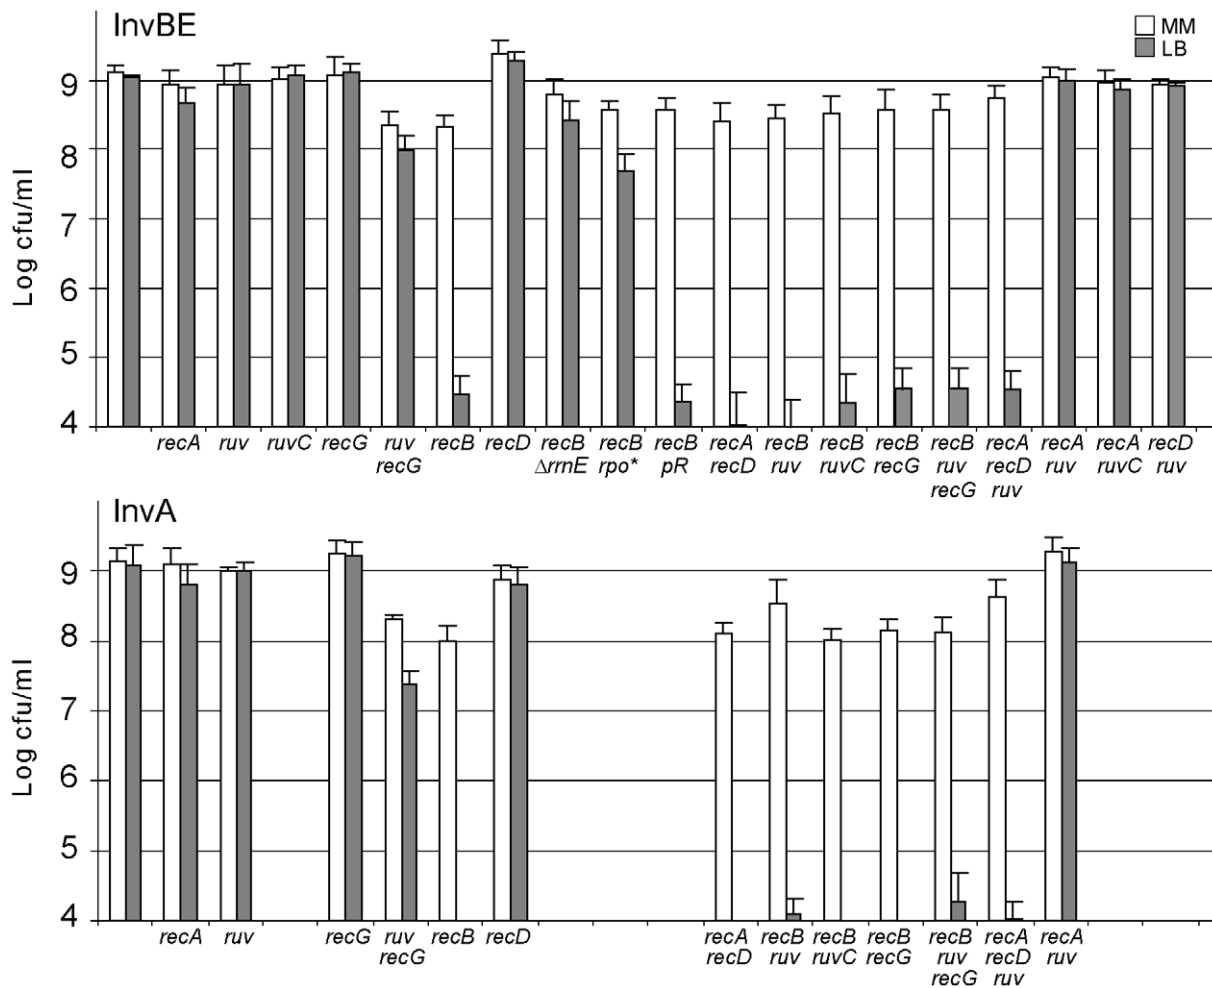 InvBE
MM
LB
Log cfu/ml
9
8
7
6
5
4
recA ruv ruvC recG ruv recB recD recB recB recB recA recB recB recB recB recA recA recA recD
recG ΔrrnE rpo* pR recD ruv ruvC recG ruv recD ruv ruvC ruv
recG ruv
InvA
Log cfu/ml
9
8
7
6
5
4
recA ruv recG ruv recB recD recA recB recB recB recB recA recA
recG recD ruv ruvC recG ruv recD ruv
recG ruv